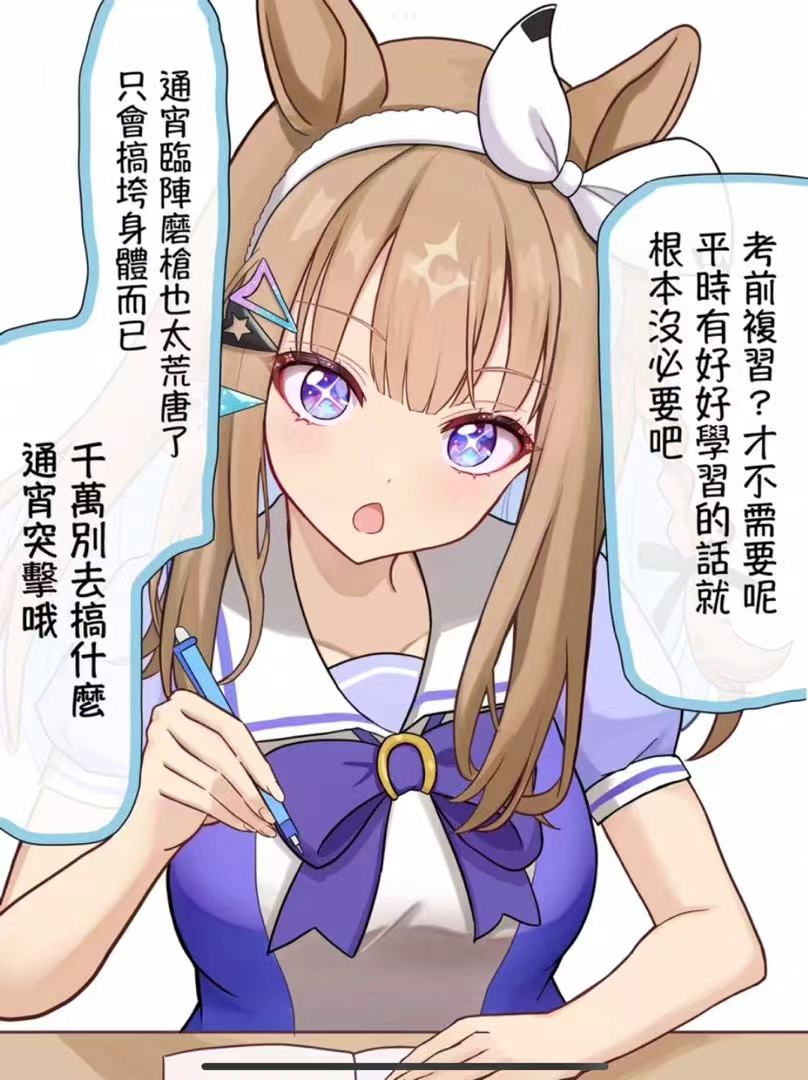 考前複習？才不需要呢
平時有好好學習的話就
根本沒必要吧
通宵臨陣磨槍也太荒唐了
只會搞垮身體而已
千萬別去搞什麼
通宵突擊哦